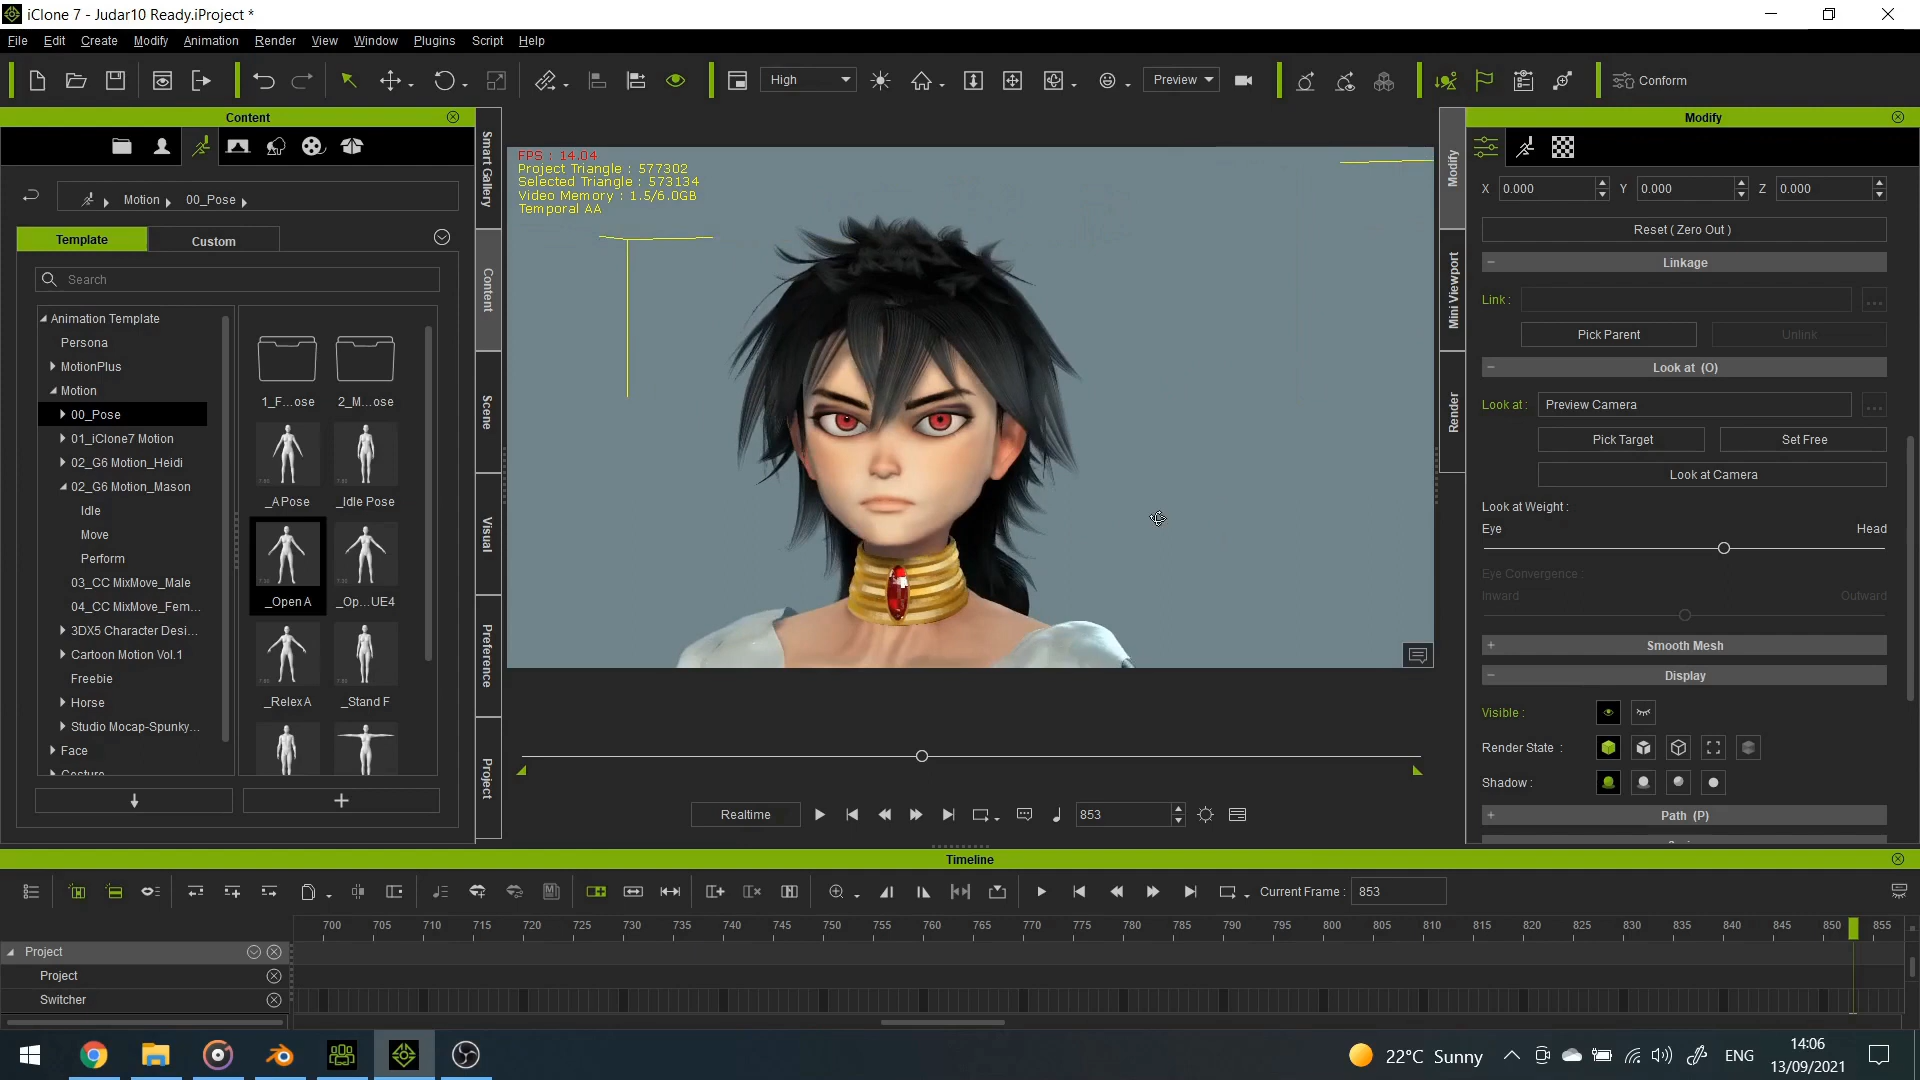 iClone 7 - Judar10 Ready.iProject *
File Edit Create Modify Animation Render View Window Plugins Script Help
High
Preview
Conform
Content
Motion 00_Pose
Template Custom
Search
Animation Template
Persona
MotionPlus
Motion
00_Pose
01_iClone7 Motion
02_G6 Motion_Heidi
02_G6 Motion_Mason
Idle
Move
Perform
03_CC MixMove_Male
04_CC MixMove_Fem...
3DX5 Character Desi...
Cartoon Motion Vol.1
Freebie
Horse
Studio Mocap-Spunky...
Face
1_F...ose 2_M...ose
_A Pose _Idle Pose
_Open A _Op...UE4
_Relex A _Stand F
Smart Gallery
Content
Scene
Visual
Preference
Project
FPS : 14.04
Project Triangle : 577302
Selected Triangle : 573134
Video Memory : 1.5/6.0GB
Temporal AA
Realtime 853
Modify
Mini Viewport
Render
Modify
X 0.000 Y 0.000 Z 0.000
Reset ( Zero Out )
Linkage
Link : ...
Pick Parent Unlink
Look at (O)
Look at : Preview Camera ...
Pick Target Set Free
Look at Camera
Look at Weight :
Eye Head
Eye Convergence :
Inward Outward
Smooth Mesh
Display
Visible :
Render State :
Shadow :
Path (P)
Timeline
Current Frame : 853
700 705 710 715 720 725 730 735 740 745 750 755 760 765 770 775 780 785 790 795 800 805 810 815 820 825 830 835 840 845 850 855
Project
Project
Switcher
22°C Sunny
ENG
14:06
13/09/2021